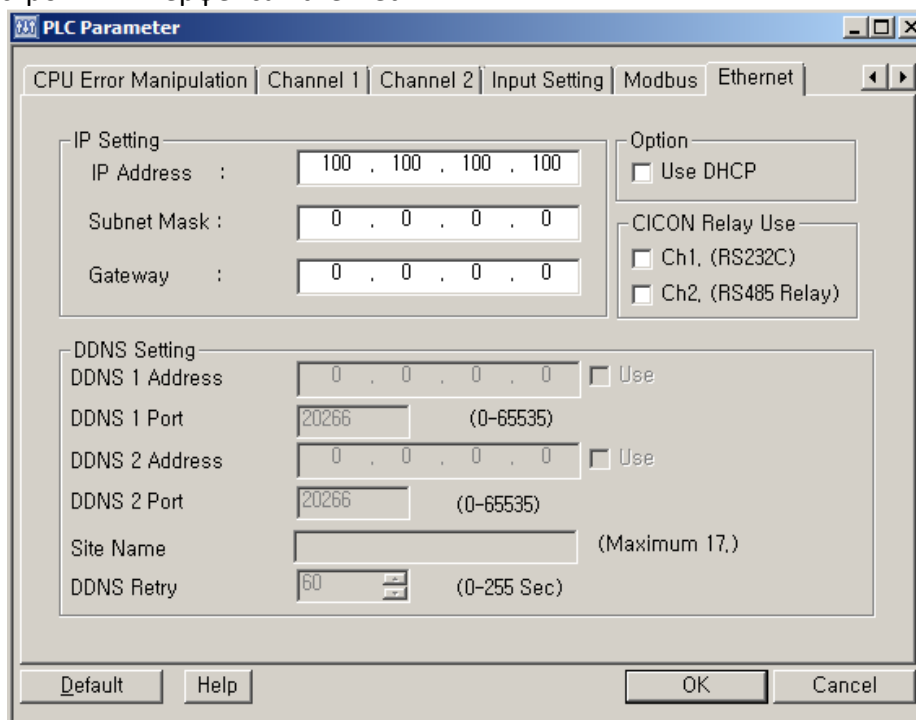 PLC Parameter
CPU Error Manipulation Channel 1 Channel 2 Input Setting Modbus Ethernet
IP Setting
IP Address : 100 . 100 . 100 . 100
Subnet Mask : 0 . 0 . 0 . 0
Gateway : 0 . 0 . 0 . 0
Option
Use DHCP
CICON Relay Use
Ch1, (RS232C)
Ch2, (RS485 Relay)
DDNS Setting
DDNS 1 Address 0 . 0 . 0 . 0 Use
DDNS 1 Port 20266 (0-65535)
DDNS 2 Address 0 . 0 . 0 . 0 Use
DDNS 2 Port 20266 (0-65535)
Site Name (Maximum 17,)
DDNS Retry 60 (0-255 Sec)
Default Help OK Cancel